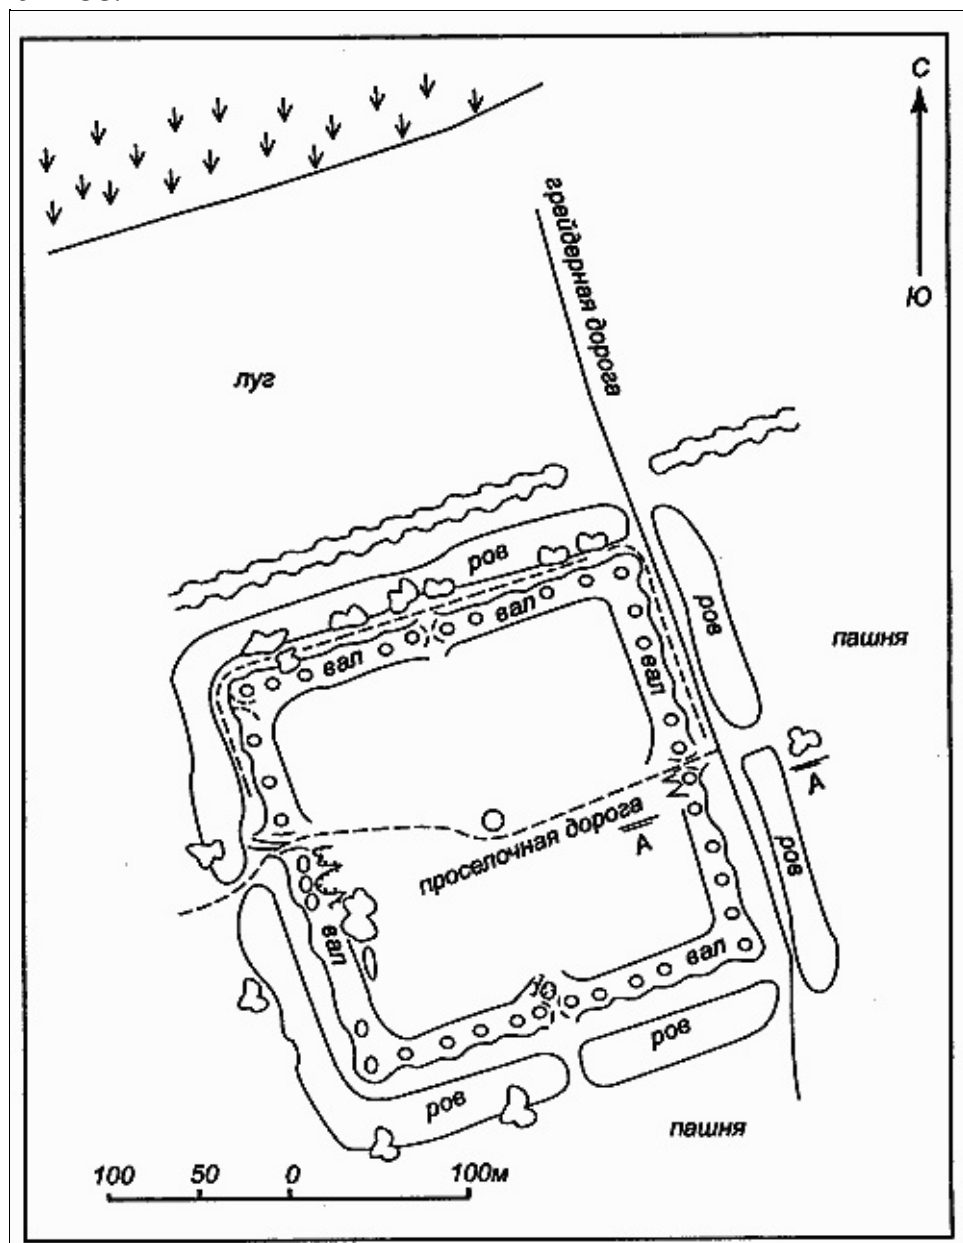 С
Ю
грейдерная дорога
луг
ров
ров
вал
вал
вал
пашня
А
проселочная дорога
А
ров
вал
вал
ров
ров
пашня
100 50 0 100м